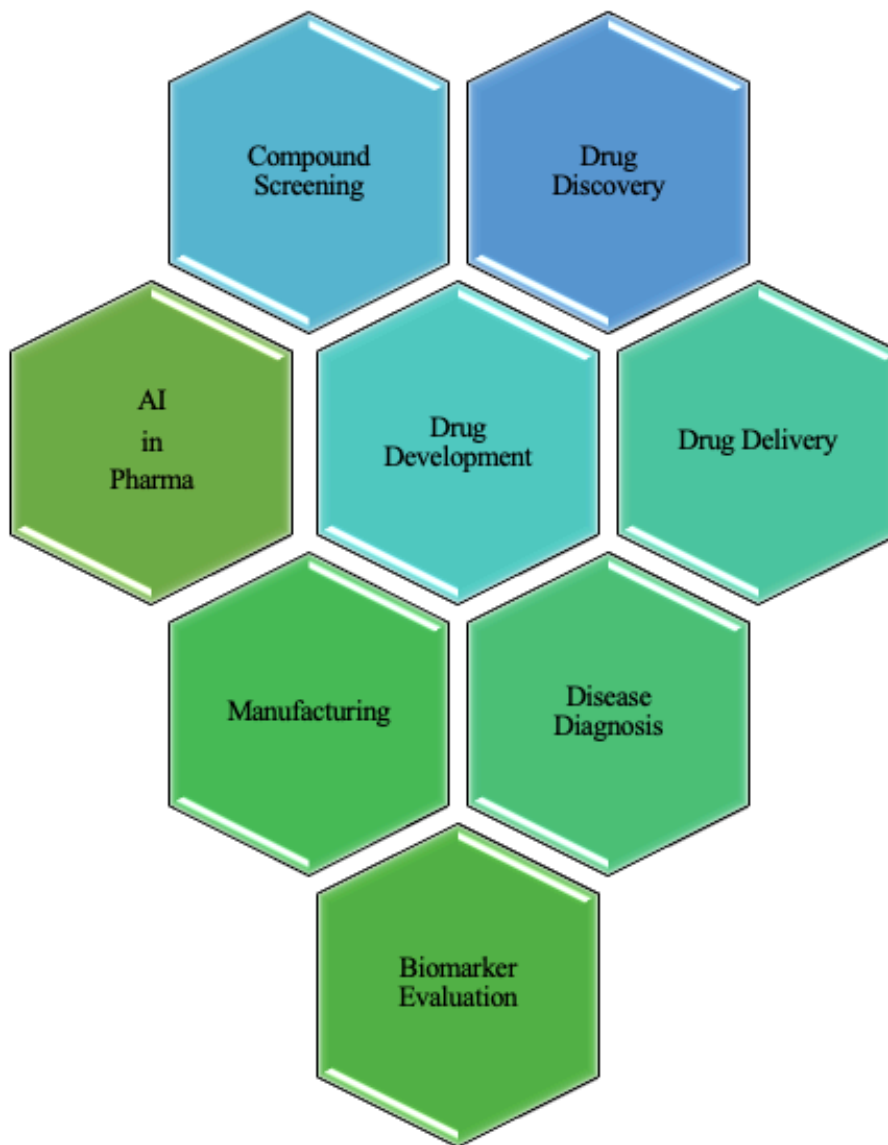 Compound
Screening
Drug
Discovery
AI
in
Pharma
Drug
Development
Drug Delivery
Manufacturing
Disease
Diagnosis
Biomarker
Evaluation